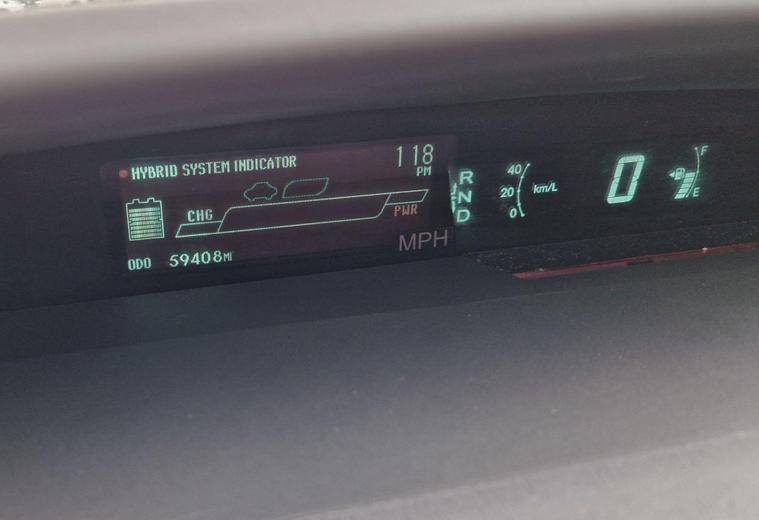 HYBRID SYSTEM INDICATOR
118
PM
CHG
PWR
MPH
ODO 59408MI
R
N
D
40
20
0
km/L
0
F
E